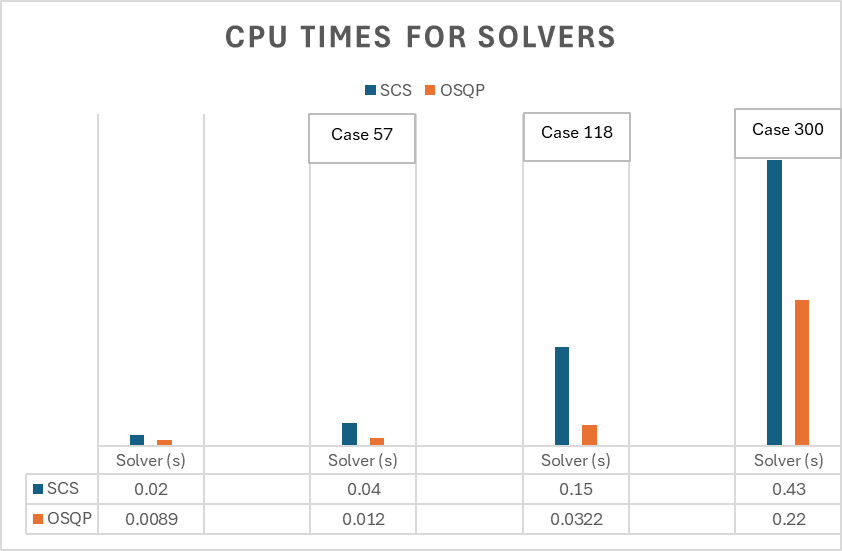 CPU TIMES FOR SOLVERS
SCS OSQP
Case 57 Case 118 Case 300
Solver (s) Solver (s) Solver (s) Solver (s)
SCS 0.02 0.04 0.15 0.43
OSQP 0.0089 0.012 0.0322 0.22